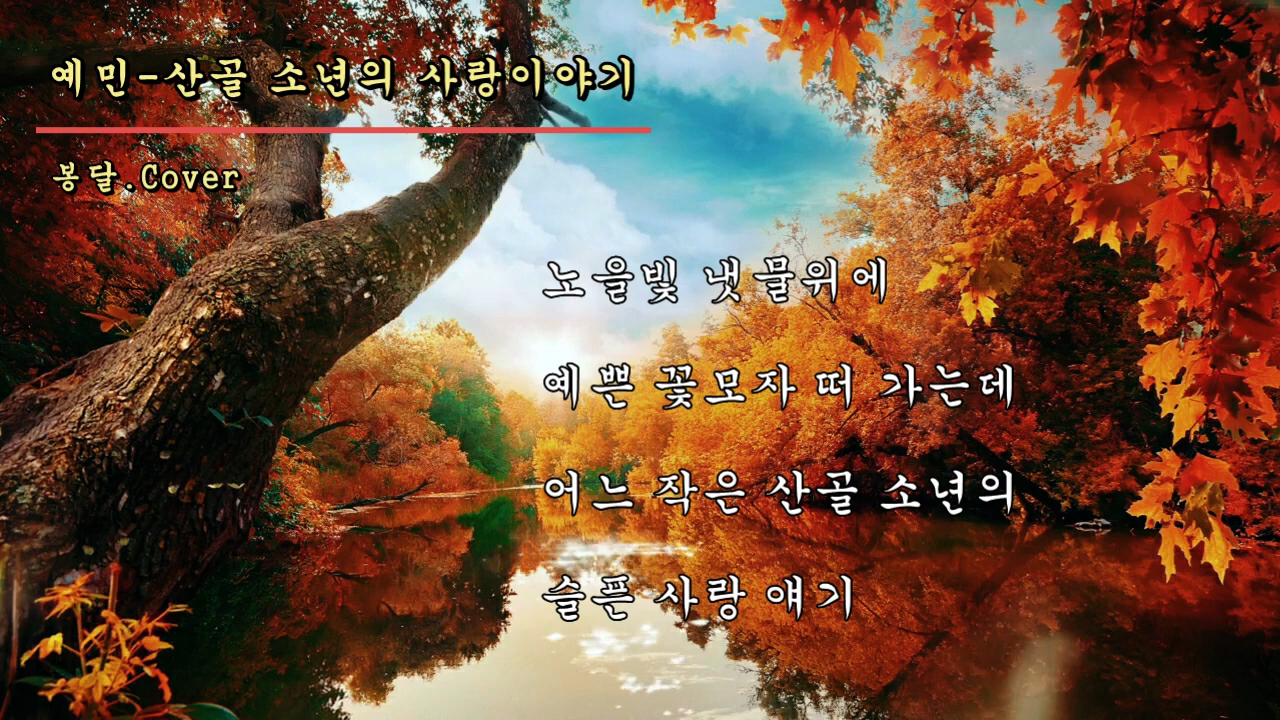 예민-산골 소년의 사랑이야기
봉달.Cover
노을빛 냇물위에
예쁜 꽃모자 떠 가는데
어느 작은 산골 소년의
슬픈 사랑 얘기